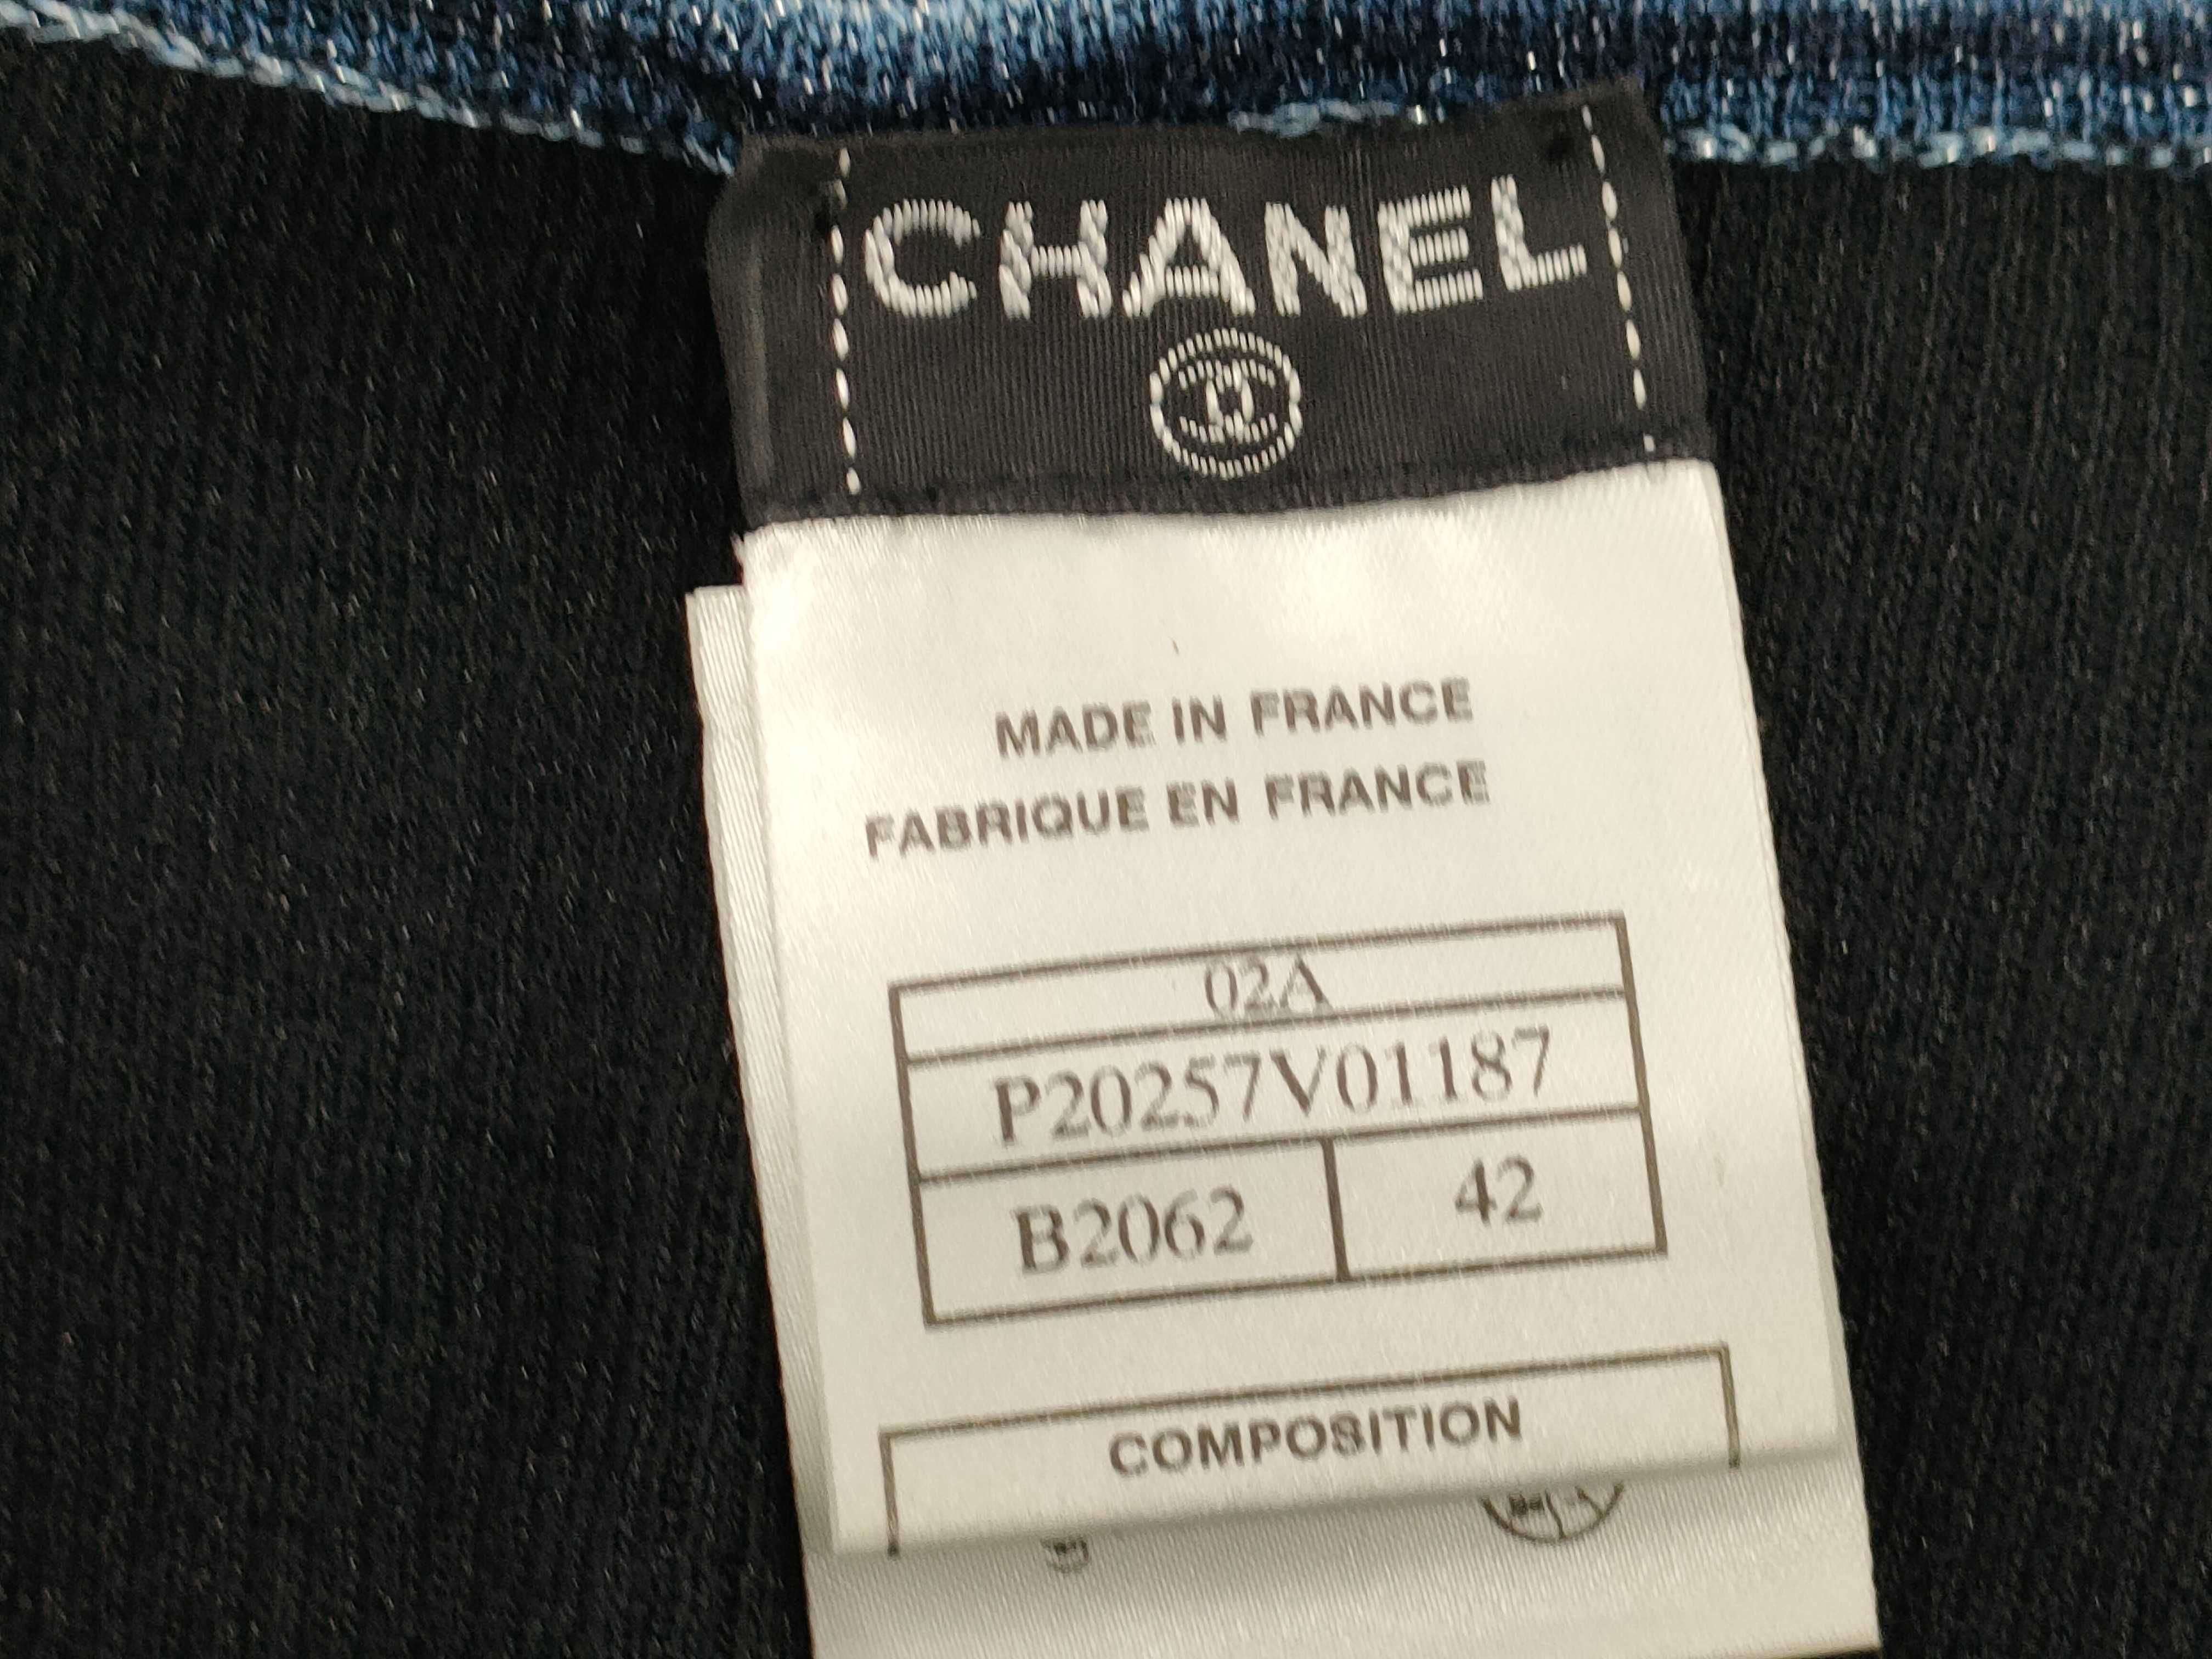 CHANEL
MADE IN FRANCE
FABRIQUE EN FRANCE
02A
P20257V01187
B2062 42
COMPOSITION